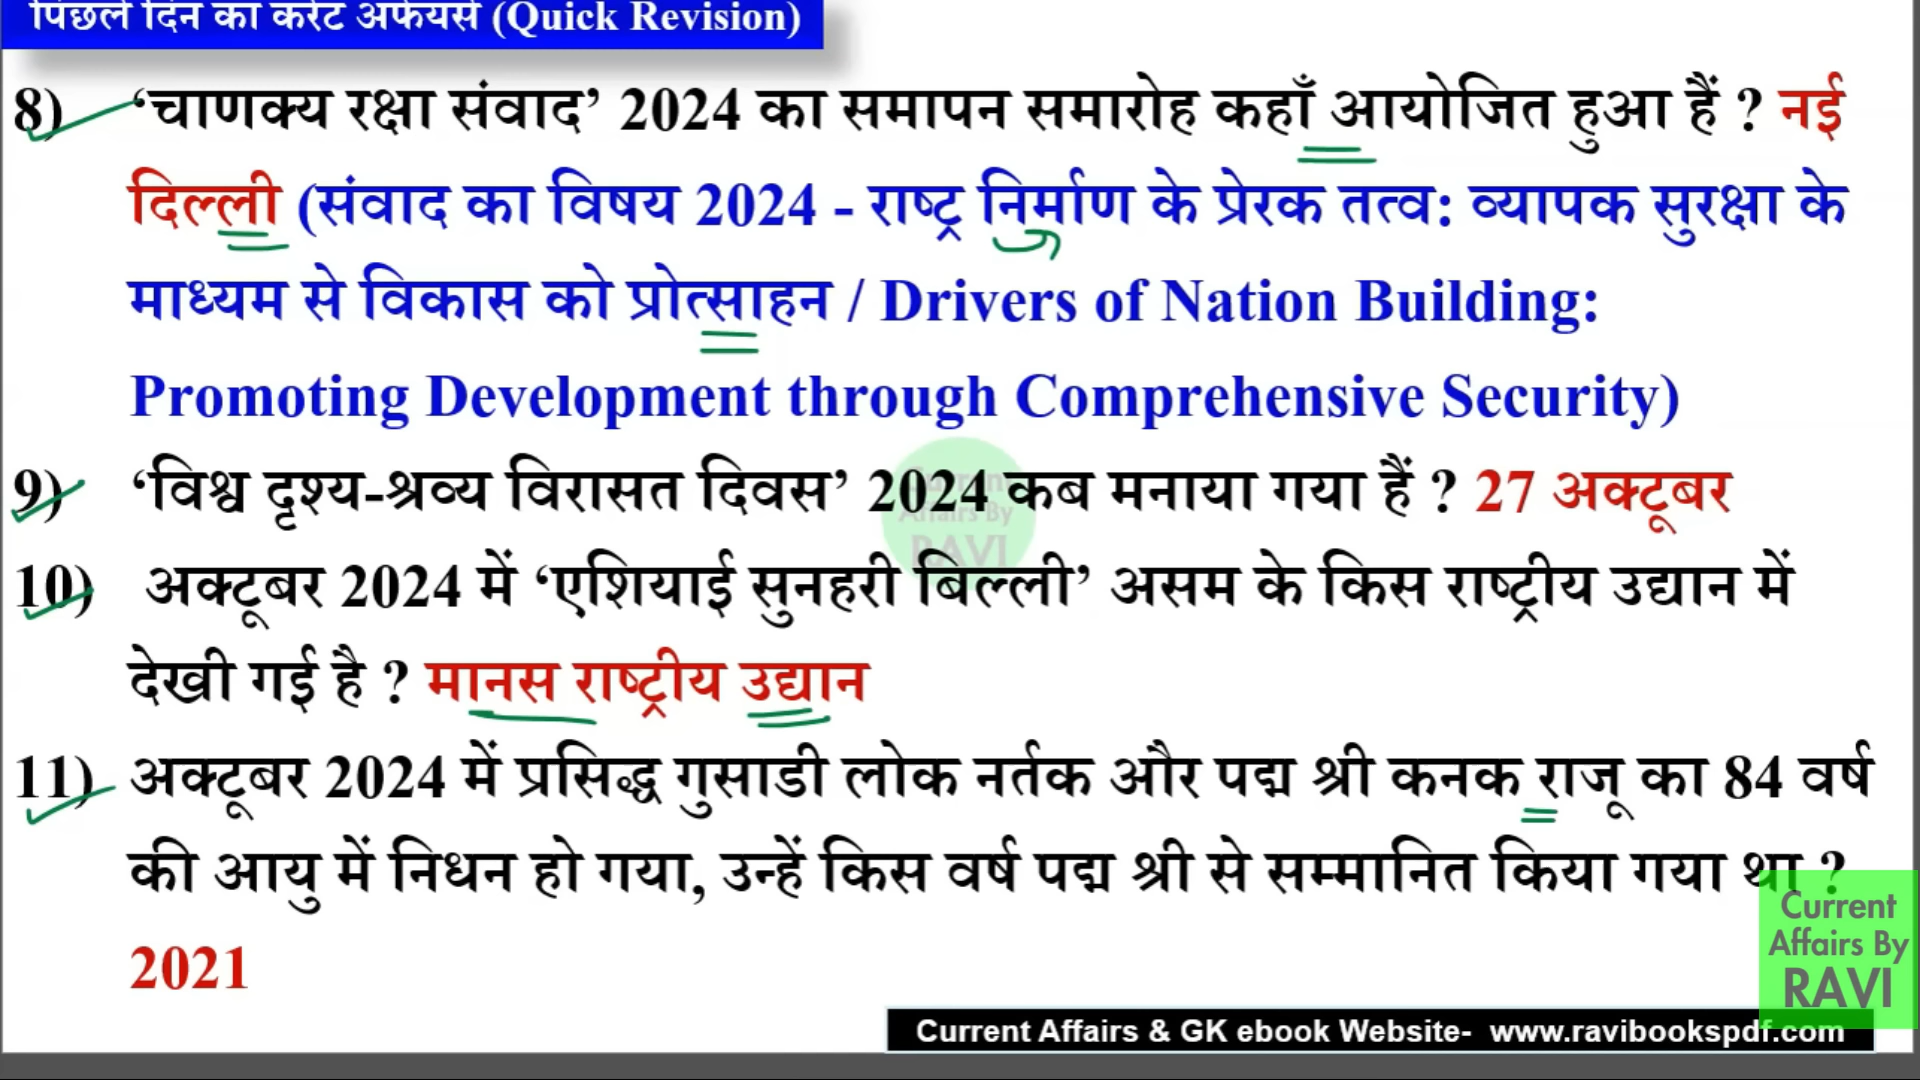 पिछले दिन का करेंट अफेयर्स (Quick Revision)
8) ‘चाणक्य रक्षा संवाद’ 2024 का समापन समारोह कहाँ आयोजित हुआ हैं ? नई
दिल्ली (संवाद का विषय 2024 - राष्ट्र निर्माण के प्रेरक तत्व: व्यापक सुरक्षा के
माध्यम से विकास को प्रोत्साहन / Drivers of Nation Building:
Promoting Development through Comprehensive Security)
9) ‘विश्व दृश्य-श्रव्य विरासत दिवस’ 2024 कब मनाया गया हैं ? 27 अक्टूबर
Current
Affairs By
RAVI
10) अक्टूबर 2024 में ‘एशियाई सुनहरी बिल्ली’ असम के किस राष्ट्रीय उद्यान में
देखी गई है ? मानस राष्ट्रीय उद्यान
11) अक्टूबर 2024 में प्रसिद्ध गुसाडी लोक नर्तक और पद्म श्री कनक राजू का 84 वर्ष
की आयु में निधन हो गया, उन्हें किस वर्ष पद्म श्री से सम्मानित किया गया था ?
2021
Current
Affairs By
RAVI
Current Affairs & GK ebook Website- www.ravibookspdf.com